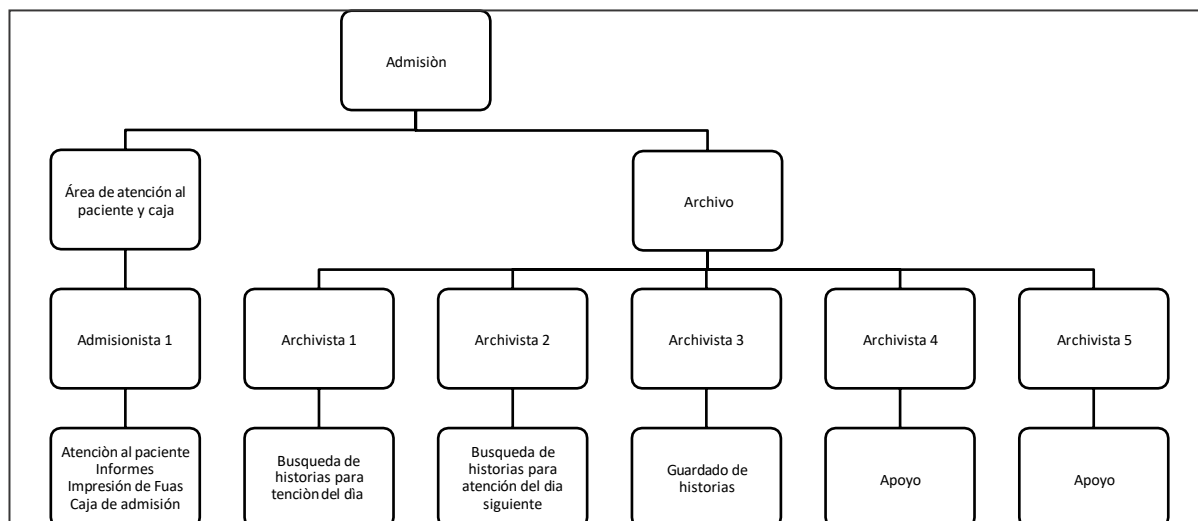 Admisiòn
Área de atención al
paciente y caja
Archivo
Admisionista 1
Archivista 1
Archivista 2
Archivista 3
Archivista 4
Archivista 5
Atenciòn al paciente
Informes
Impresión de Fuas
Caja de admisión
Busqueda de
historias para
tenciòn del dìa
Busqueda de
historias para
atención del dia
siguiente
Guardado de
historias
Apoyo
Apoyo